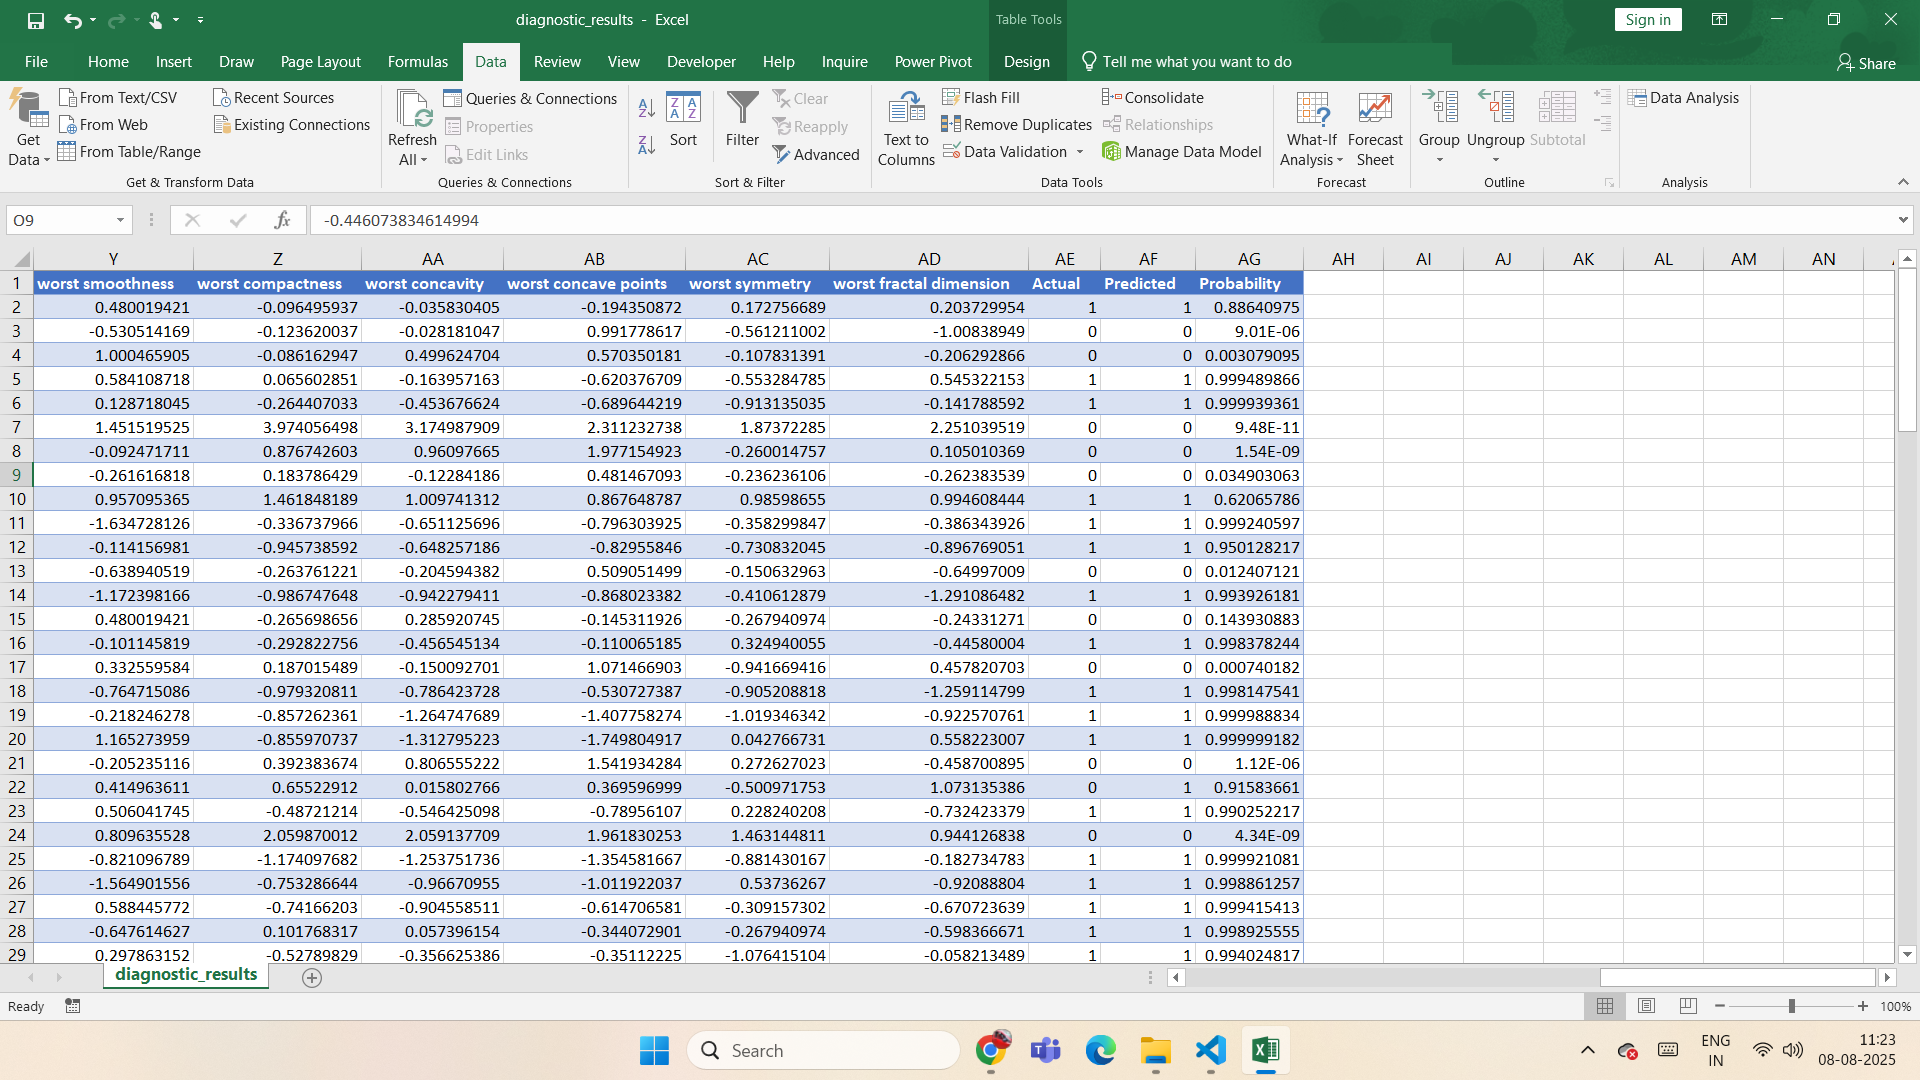 diagnostic_results - Excel
Table Tools
Sign in
File Home Insert Draw Page Layout Formulas Data Review View Developer Help Inquire Power Pivot Design Tell me what you want to do Share
From Text/CSV Recent Sources Queries & Connections Clear Flash Fill Consolidate Data Analysis
From Web Existing Connections Properties Reapply Remove Duplicates Relationships
Get Data From Table/Range Refresh All Edit Links Sort Filter Advanced Text to Columns Data Validation Manage Data Model What-If Analysis Forecast Sheet Group Ungroup Subtotal
Get & Transform Data Queries & Connections Sort & Filter Data Tools Forecast Outline Analysis
O9 fx -0.446073834614994
Y Z AA AB AC AD AE AF AG AH AI AJ AK AL AM AN
1 worst smoothness worst compactness worst concavity worst concave points worst symmetry worst fractal dimension Actual Predicted Probability
2 0.480019421 -0.096495937 -0.035830405 -0.194350872 0.172756689 0.203729954 1 1 0.88640975
3 -0.530514169 -0.123620037 -0.028181047 0.991778617 -0.561211002 -1.00838949 0 0 9.01E-06
4 1.000465905 -0.086162947 0.499624704 0.570350181 -0.107831391 -0.206292866 0 0 0.003079095
5 0.584108718 0.065602851 -0.163957163 -0.620376709 -0.553284785 0.545322153 1 1 0.999489866
6 0.128718045 -0.264407033 -0.453676624 -0.689644219 -0.913135035 -0.141788592 1 1 0.999939361
7 1.451519525 3.974056498 3.174987909 2.311232738 1.87372285 2.251039519 0 0 9.48E-11
8 -0.092471711 0.876742603 0.96097665 1.977154923 -0.260014757 0.105010369 0 0 1.54E-09
9 -0.261616818 0.183786429 -0.12284186 0.481467093 -0.236236106 -0.262383539 0 0 0.034903063
10 0.957095365 1.461848189 1.009741312 0.867648787 0.98598655 0.994608444 1 1 0.62065786
11 -1.634728126 -0.336737966 -0.651125696 -0.796303925 -0.358299847 -0.386343926 1 1 0.999240597
12 -0.114156981 -0.945738592 -0.648257186 -0.82955846 -0.730832045 -0.896769051 1 1 0.950128217
13 -0.638940519 -0.263761221 -0.204594382 0.509051499 -0.150632963 -0.64997009 0 0 0.012407121
14 -1.172398166 -0.986747648 -0.942279411 -0.868023382 -0.410612879 -1.291086482 1 1 0.993926181
15 0.480019421 -0.265698656 0.285920745 -0.145311926 -0.267940974 -0.24331271 0 0 0.143930883
16 -0.101145819 -0.292822756 -0.456545134 -0.110065185 0.324940055 -0.44580004 1 1 0.998378244
17 0.332559584 0.187015489 -0.150092701 1.071466903 -0.941669416 0.457820703 0 0 0.000740182
18 -0.764715086 -0.979320811 -0.786423728 -0.530727387 -0.905208818 -1.259114799 1 1 0.998147541
19 -0.218246278 -0.857262361 -1.264747689 -1.407758274 -1.019346342 -0.922570761 1 1 0.999988834
20 1.165273959 -0.855970737 -1.312795223 -1.749804917 0.042766731 0.558223007 1 1 0.999999182
21 -0.205235116 0.392383674 0.806555222 1.541934284 0.272627023 -0.458700895 0 0 1.12E-06
22 0.414963611 0.65522912 0.015802766 0.369596999 -0.500971753 1.073135386 0 1 0.91583661
23 0.506041745 -0.48721214 -0.546425098 -0.78956107 0.228240208 -0.732423379 1 1 0.990252217
24 0.809635528 2.059870012 2.059137709 1.961830253 1.463144811 0.944126838 0 0 4.34E-09
25 -0.821096789 -1.174097682 -1.253751736 -1.354581667 -0.881430167 -0.182734783 1 1 0.999921081
26 -1.564901556 -0.753286644 -0.96670955 -1.011922037 0.53736267 -0.92088804 1 1 0.998861257
27 0.588445772 -0.74166203 -0.904558511 -0.614706581 -0.309157302 -0.670723639 1 1 0.999415413
28 -0.647614627 0.101768317 0.057396154 -0.344072901 -0.267940974 -0.598366671 1 1 0.998925555
29 0.297863152 -0.52789829 -0.356625386 -0.35112225 -1.076415104 -0.058213489 1 1 0.994024817
diagnostic_results
Ready 100%
Search
ENG
IN
11:23
08-08-2025